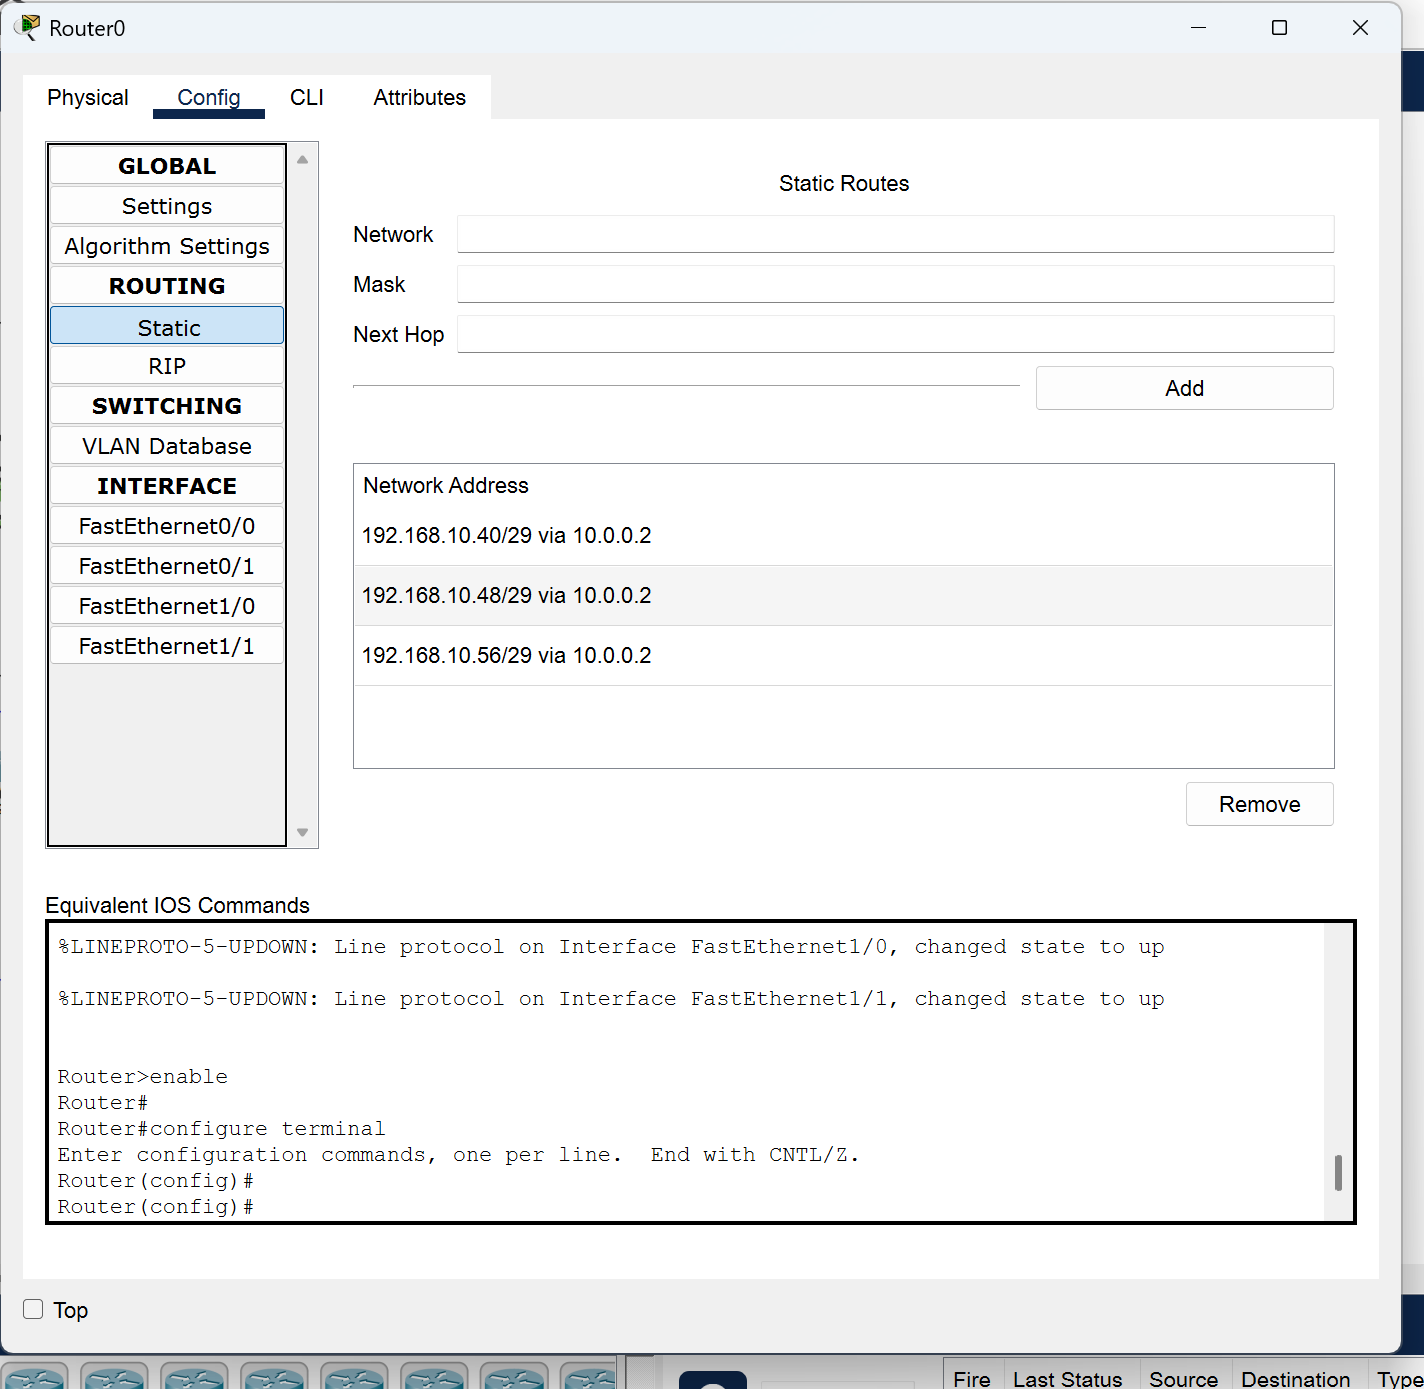 Router0
Physical Config CLI Attributes
GLOBAL
Settings
Algorithm Settings
ROUTING
Static
RIP
SWITCHING
VLAN Database
INTERFACE
FastEthernet0/0
FastEthernet0/1
FastEthernet1/0
FastEthernet1/1
Static Routes
Network
Mask
Next Hop
Add
Network Address
192.168.10.40/29 via 10.0.0.2
192.168.10.48/29 via 10.0.0.2
192.168.10.56/29 via 10.0.0.2
Remove
Equivalent IOS Commands
%LINEPROTO-5-UPDOWN: Line protocol on Interface FastEthernet1/0, changed state to up
%LINEPROTO-5-UPDOWN: Line protocol on Interface FastEthernet1/1, changed state to up
Router>enable
Router#
Router#configure terminal
Enter configuration commands, one per line.  End with CNTL/Z.
Router(config)#
Router(config)#
Top
Fire Last Status Source Destination Type